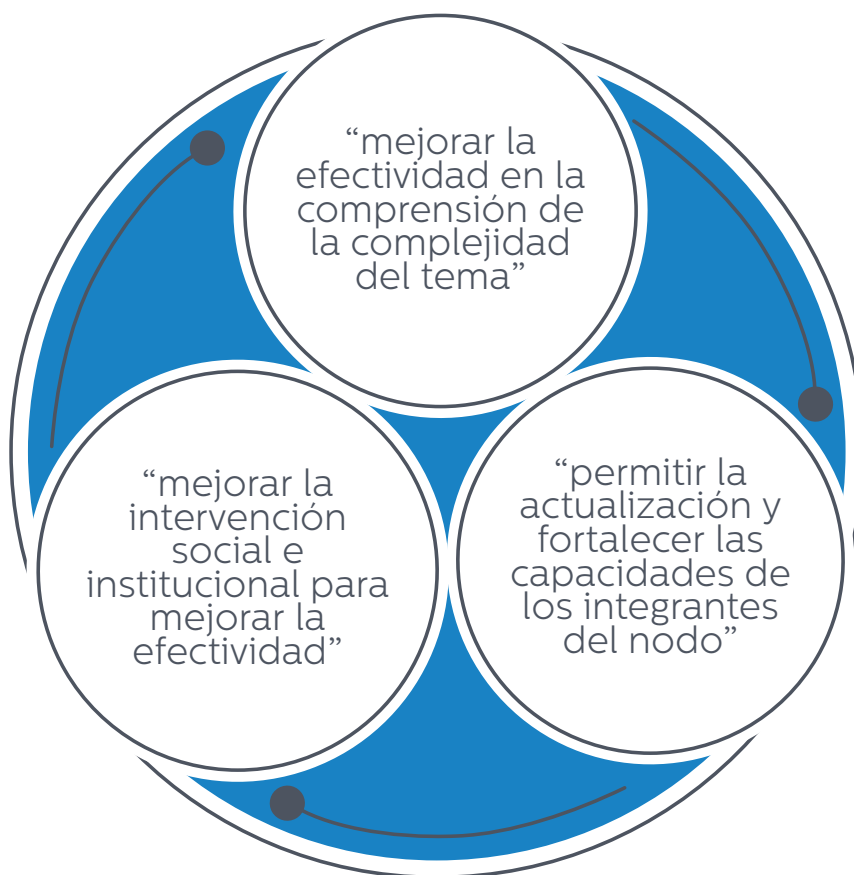 “mejorar la
efectividad en la
comprensión de
la complejidad
del tema”
“mejorar la
intervención
social e
institucional para
mejorar la
efectividad”
“permitir la
actualización y
fortalecer las
capacidades de
los integrantes
del nodo”